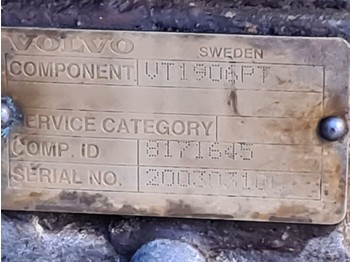 VOLVO
SWEDEN
COMPONENT VT1906PT
SERVICE CATEGORY
COMP. ID 8171645
SERIAL NO.